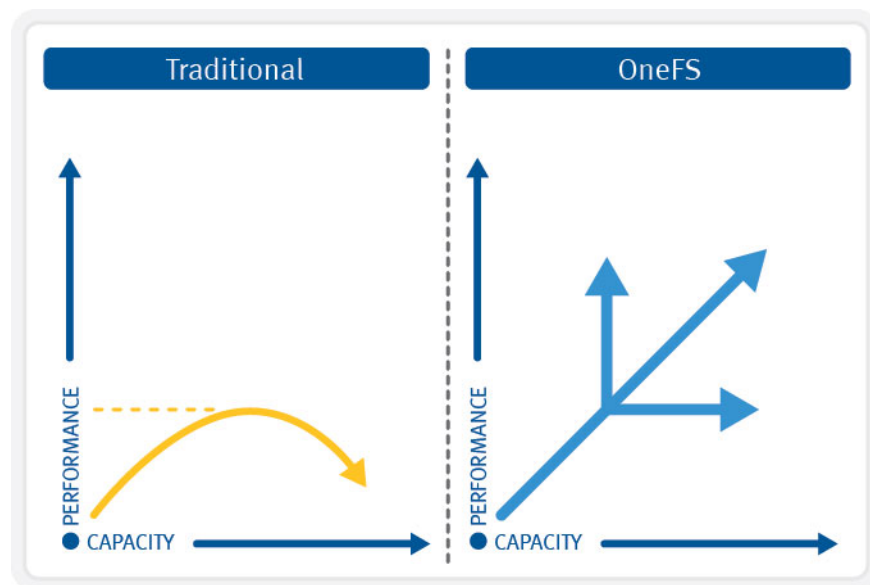 Traditional
PERFORMANCE
CAPACITY
OneFS
PERFORMANCE
CAPACITY